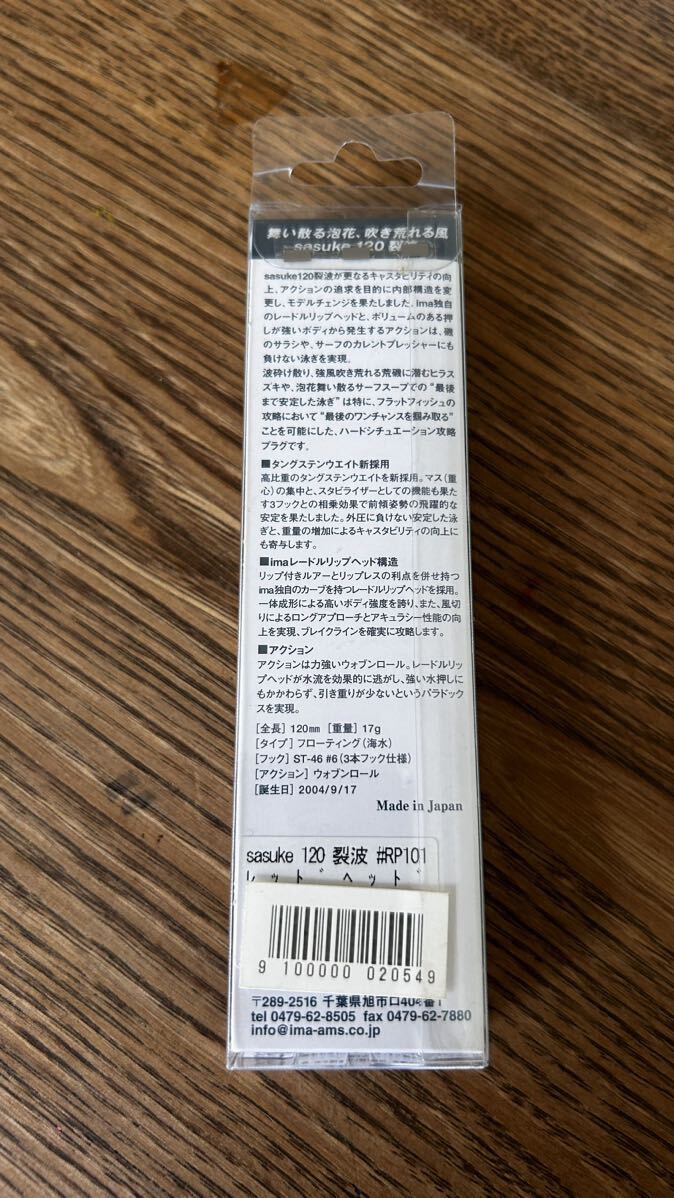 舞い散る泡花、吹き荒れる風
sasuke 120 裂波
sasuke120裂波が更なるキャスタビリティの向
上、アクションの追求を目的に内部構造を変
更し、モデルチェンジを果たしました。ima独自
のレードルリップヘッドと、ボリュームのある押
しが強いボディから発生するアクションは、磯
のサラシや、サーフのカレントプレッシャーにも
負けない泳ぎを実現。
波砕け散り、強風吹き荒れる荒磯に潜むヒラス
ズキや、泡花舞い散るサーフスープでの“最後
まで安定した泳ぎ”は特に、フラットフィッシュの
攻略において“最後のワンチャンスを掴み取る”
ことを可能にした、ハードシチュエーション攻略
プラグです。
■タングステンウエイト新採用
高比重のタングステンウエイトを新採用。マス(重
心)の集中と、スタビライザーとしての機能も果た
す3フックとの相乗効果で前傾姿勢の飛躍的な
安定を果たしました。外圧に負けない安定した泳
ぎと、重量の増加によるキャスタビリティの向上に
も寄与します。
■imaレードルリップヘッド構造
リップ付きルアーとリップレスの利点を併せ持つ
ima独自のカーブを持つレードルリップヘッドを採用。
一体成形による高いボディ強度を誇り、また、風切
りによるロングアプローチとアキュラシー性能の向
上を実現、ブレイクラインを確実に攻略します。
■アクション
アクションは力強いウォブンロール。レードルリッ
プヘッドが水流を効果的に逃がし、強い水押しに
もかかわらず、引き重りが少ないというパラドック
スを実現。
[全長] 120mm [重量] 17g
[タイプ] フローティング(海水)
[フック] ST-46 #6(3本フック仕様)
[アクション] ウォブンロール
[誕生日] 2004/9/17
Made in Japan
sasuke 120 裂波 #RP101
レッドヘッド
9 100000 020549
〒289-2516 千葉県旭市ロ404番1
tel 0479-62-8505 fax 0479-62-7880
info@ima-ams.co.jp